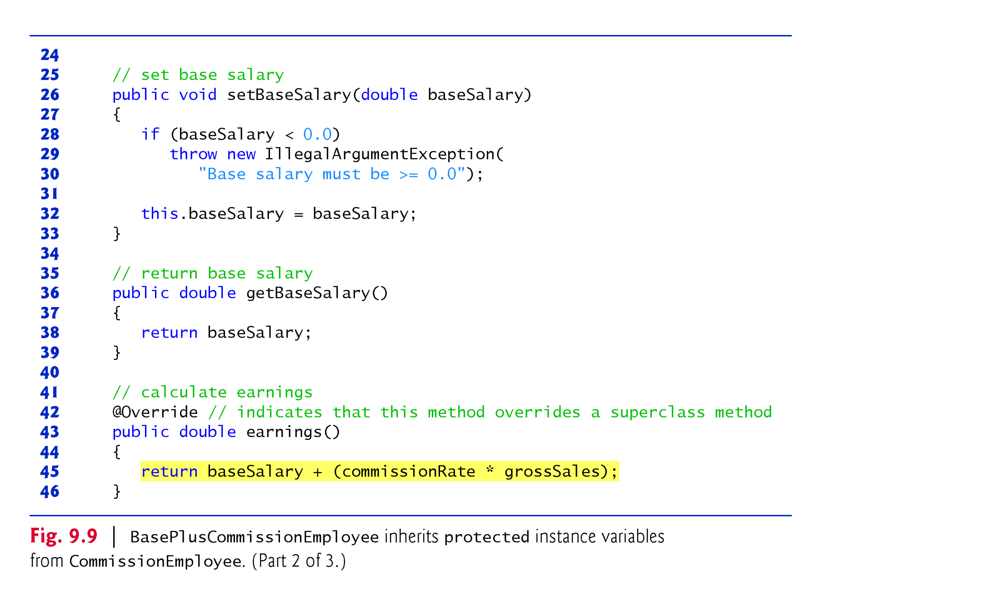 24
25 // set base salary
26 public void setBaseSalary(double baseSalary)
27 {
28 if (baseSalary < 0.0)
29 throw new IllegalArgumentException(
30 "Base salary must be >= 0.0");
31
32 this.baseSalary = baseSalary;
33 }
34
35 // return base salary
36 public double getBaseSalary()
37 {
38 return baseSalary;
39 }
40
41 // calculate earnings
42 @Override // indicates that this method overrides a superclass method
43 public double earnings()
44 {
45 return baseSalary + (commissionRate * grossSales);
46 }
Fig. 9.9 | BasePlusCommissionEmployee inherits protected instance variables
from CommissionEmployee. (Part 2 of 3.)